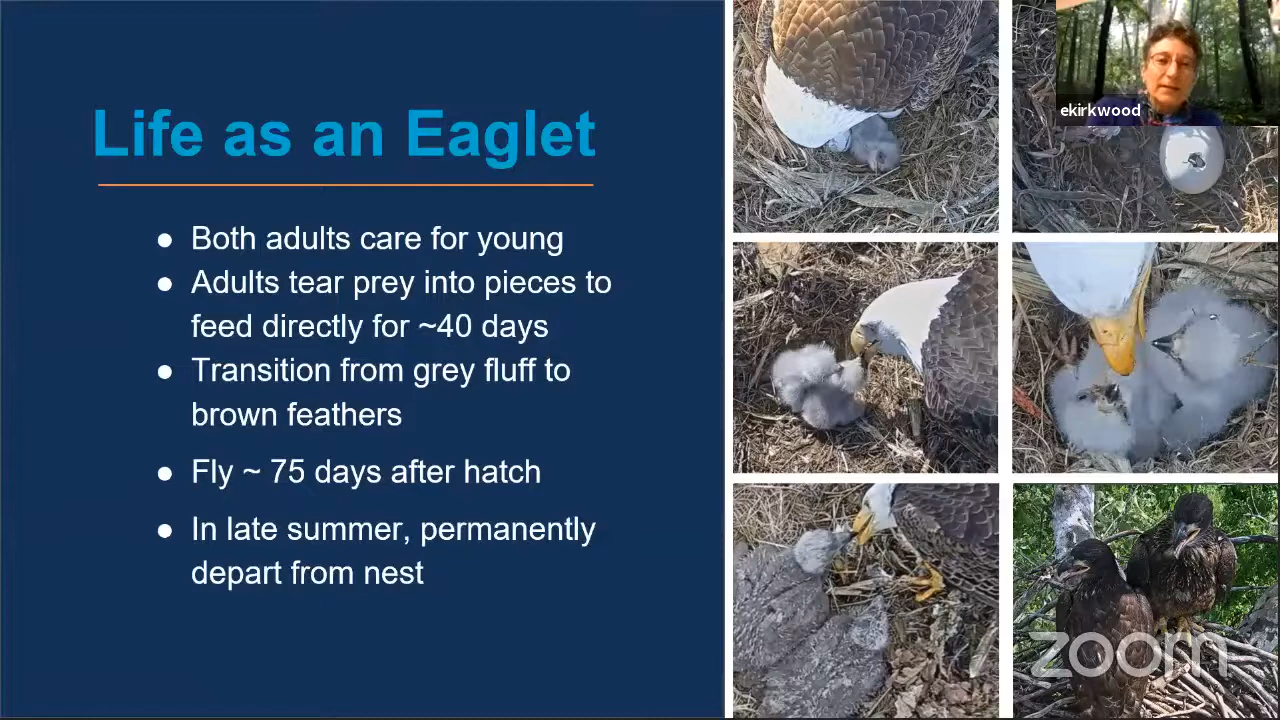 Life as an Eaglet
● Both adults care for young
● Adults tear prey into pieces to
feed directly for ~40 days
● Transition from grey fluff to
brown feathers
● Fly ~ 75 days after hatch
● In late summer, permanently
depart from nest
ekirkwood
zoom